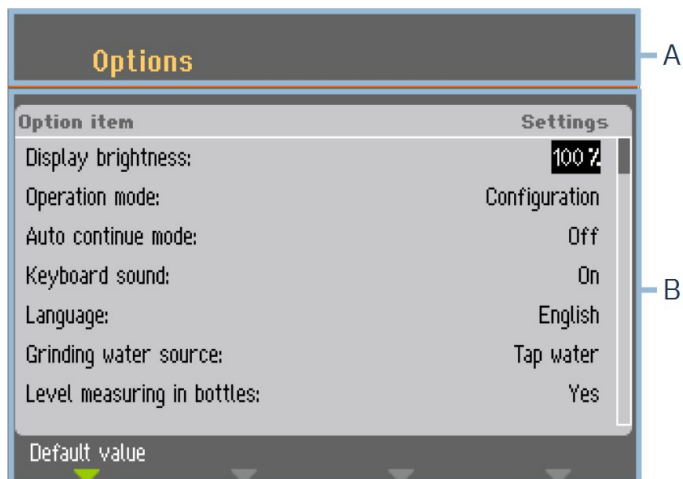 Options
A
Option item Settings
Display brightness: 100 %
Operation mode: Configuration
Auto continue mode: Off
Keyboard sound: On
B
Language: English
Grinding water source: Tap water
Level measuring in bottles: Yes
Default value